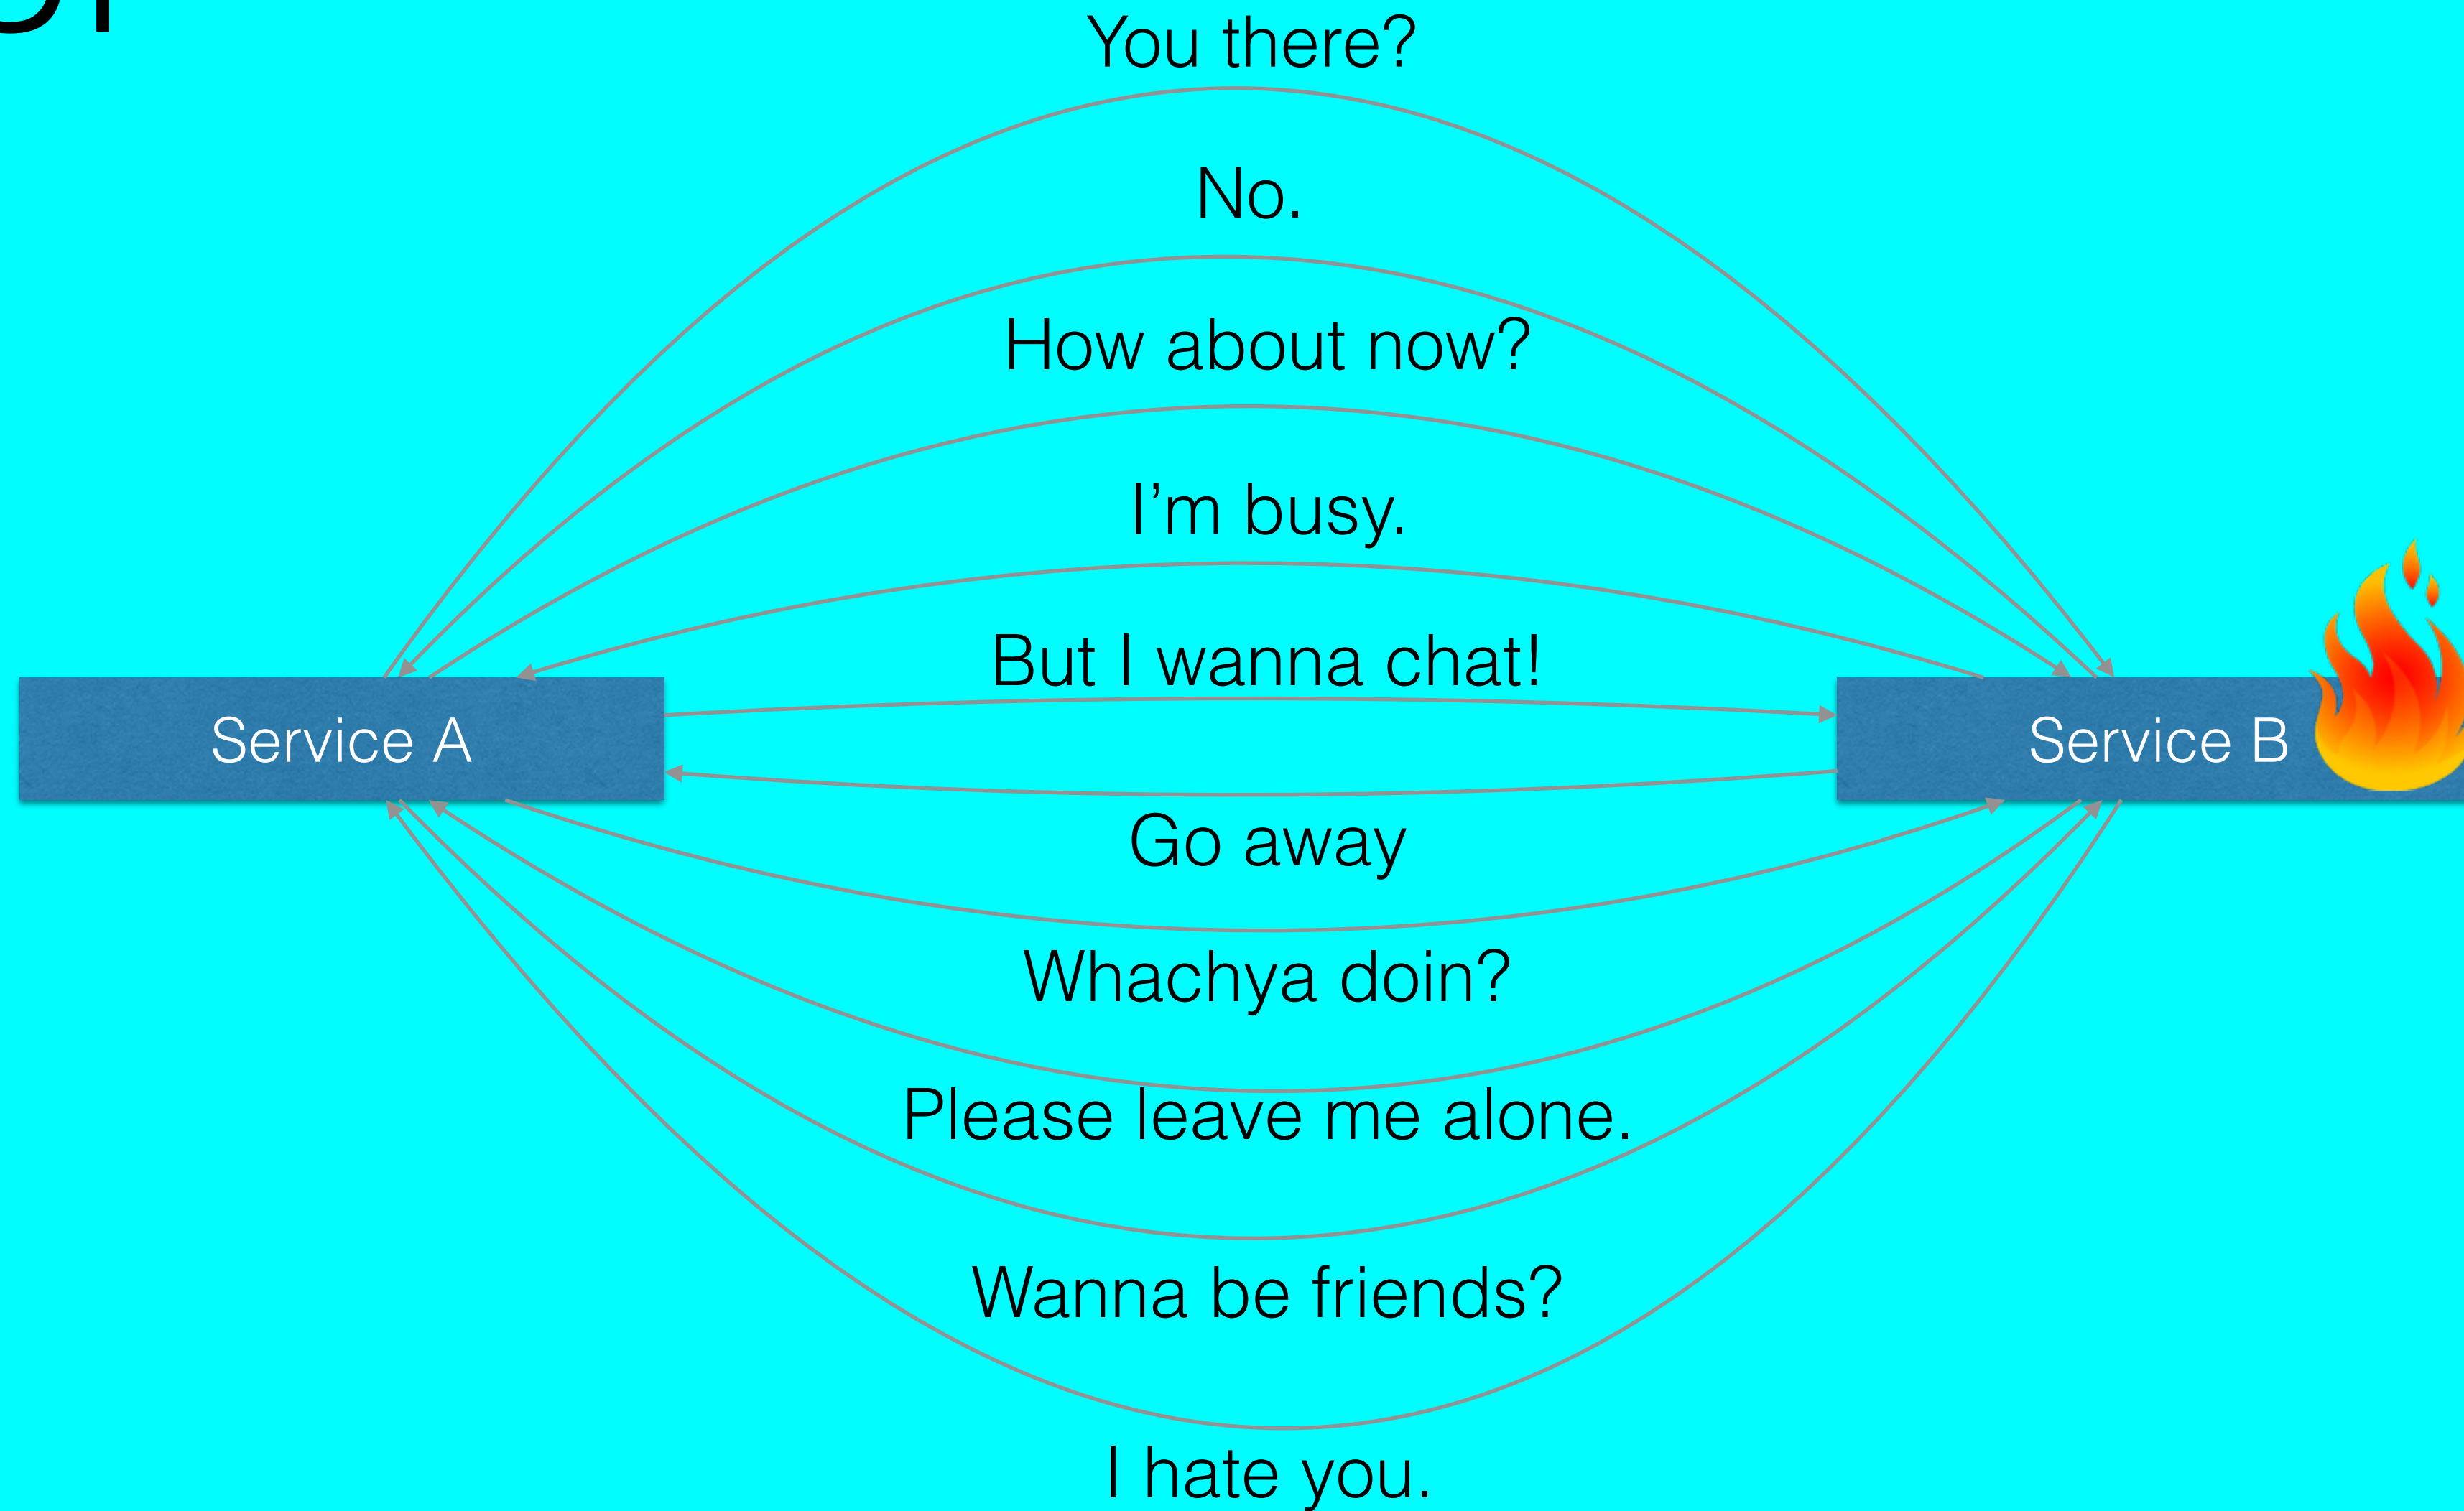 You there?
No.
How about now?
I'm busy.
But I wanna chat!
Service A
Service B
Go away
Whachya doin?
Please leave me alone.
Wanna be friends?
I hate you.